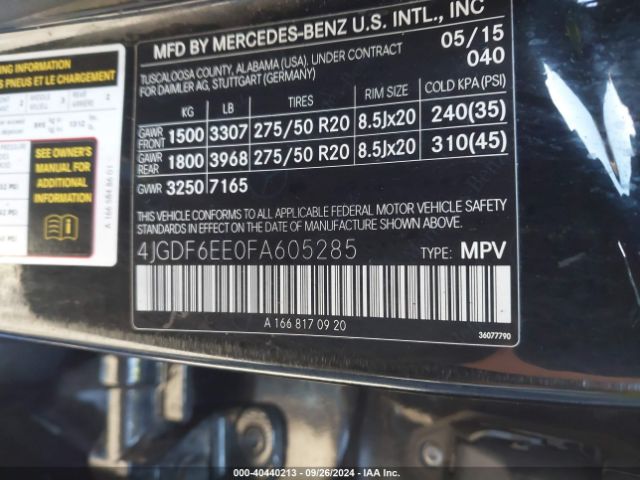 MFD BY MERCEDES-BENZ U.S. INTL., INC
TUSCALOOSA COUNTY, ALABAMA (USA). UNDER CONTRACT
FOR DAIMLER AG, STUTTGART (GERMANY)
05/15
040
KG LB TIRES RIM SIZE COLD KPA(PSI)
GAWR FRONT 1500 3307 275/50 R20 8.5Jx20 240(35)
GAWR REAR 1800 3968 275/50 R20 8.5Jx20 310(45)
GVWR 3250 7165
THIS VEHICLE CONFORMS TO ALL APPLICABLE FEDERAL MOTOR VEHICLE SAFETY
STANDARDS IN EFFECT ON THE DATE OF MANUFACTURE SHOWN ABOVE.
4JGDF6EE0FA605285 TYPE: MPV
A 166 817 09 20
36077790
PNEUS ET LE CHARGEMENT
SEE OWNER'S
MANUAL FOR
ADDITIONAL
INFORMATION
000-40440213 - 09/26/2024 - IAA Inc.